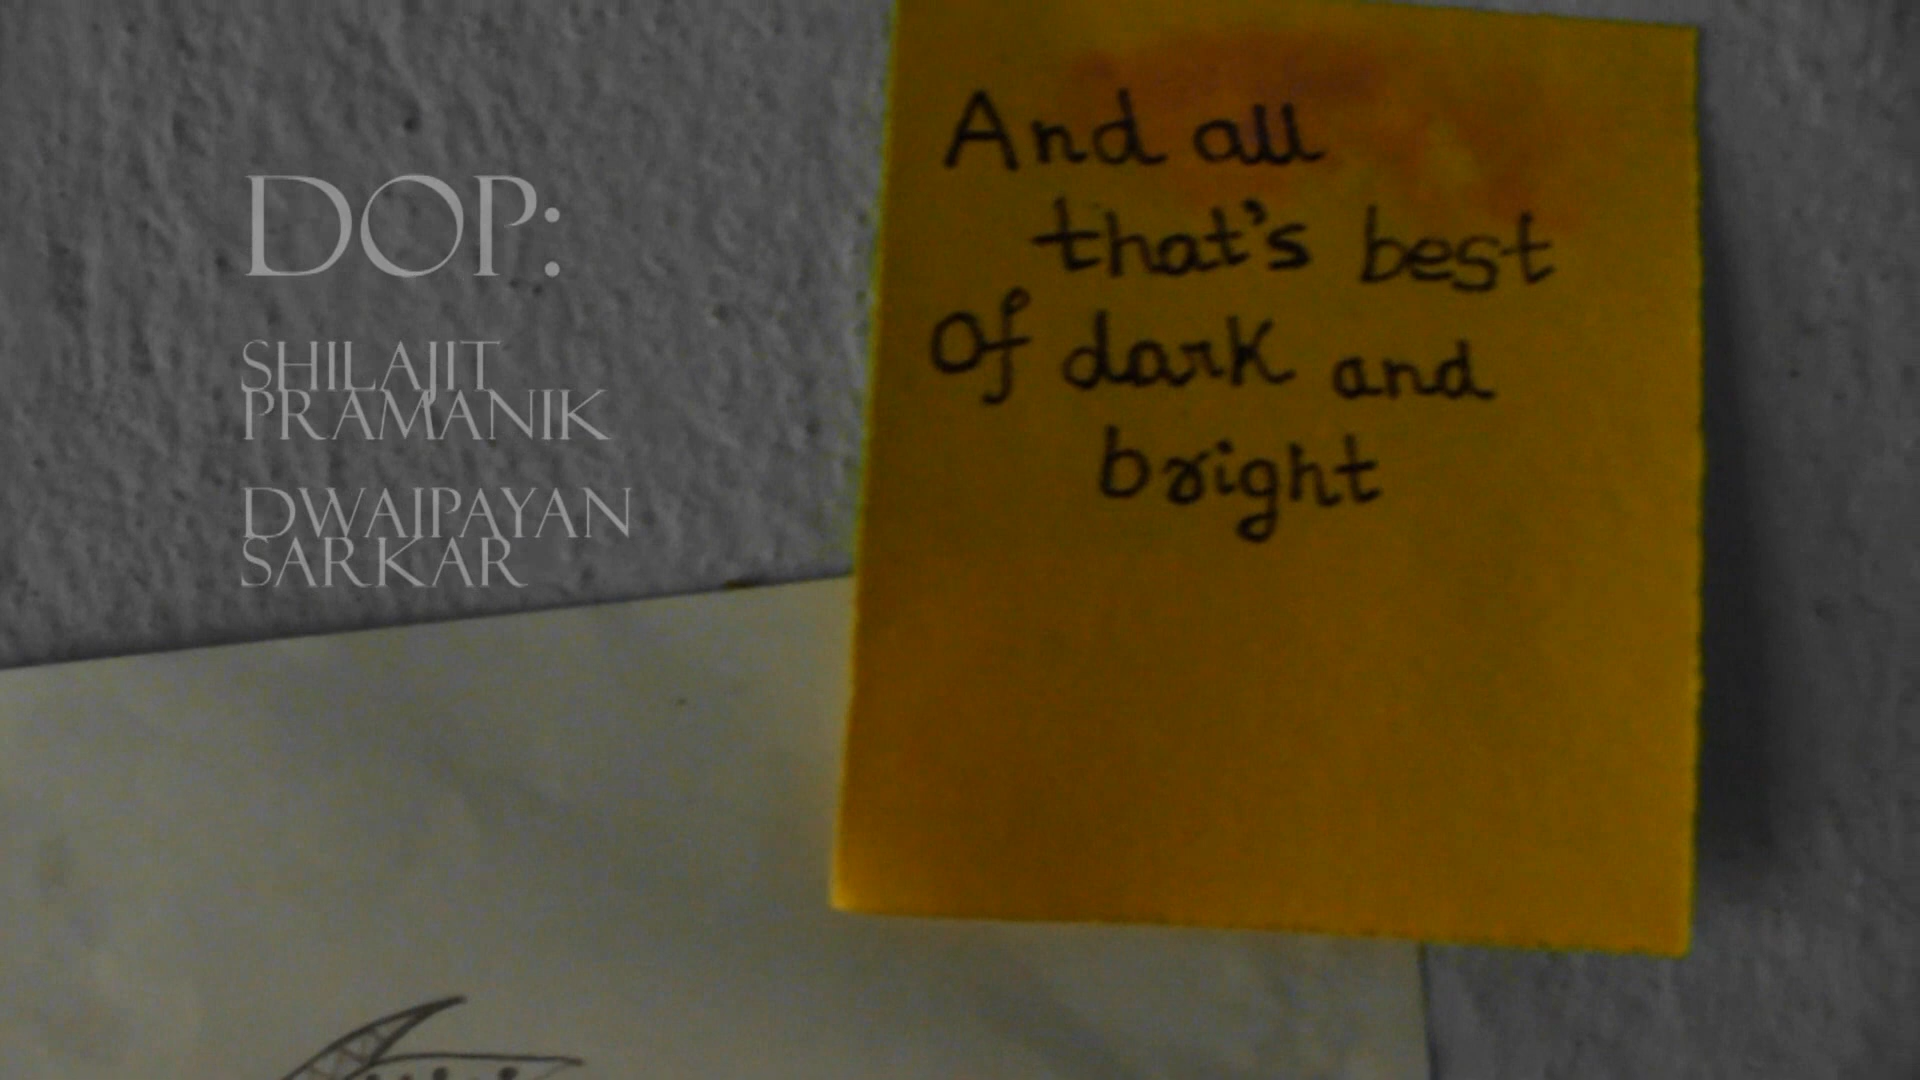 DOP:
SHILAJIT
PRAMANIK
DWAIPAYAN
SARKAR
And all
that's best
Of dark and
bright